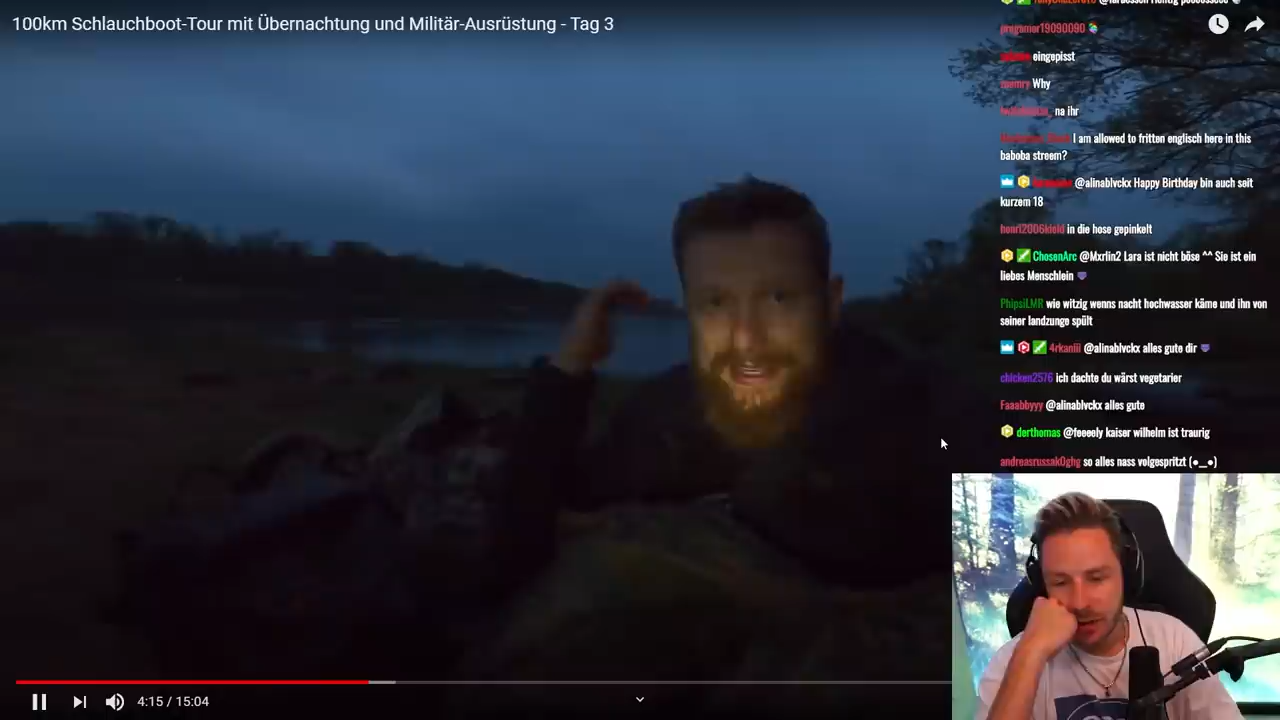 100km Schlauchboot-Tour mit Übernachtung und Militär-Ausrüstung - Tag 3
progamer19090090
eingepisst
Why
na ihr
I am allowed to fritten englisch here in this
baboba streem?
@alinablvckx Happy Birthday bin auch seit
kurzem 18
in die hose gepinkelt
ChosenArc @Mxrlin2 Lara ist nicht böse ^^ Sie ist ein
liebes Menschlein
PhipsiLMR wie witzig wenns nacht hochwasser käme und ihn von
seiner landzunge spült
4rkaniii @alinablvckx alles gute dir
chicken2576 ich dachte du wärst vegetarier
Faaabbyyy @alinablvckx alles gute
derthomas @foeeely kaiser wilhelm ist traurig
so alles nass volgespritzt (●_●)
4:15 / 15:04